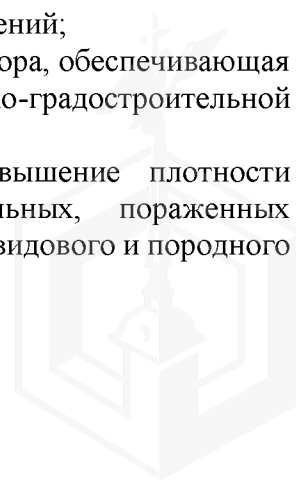 ений;
ора, обеспечивающая
о-градостроительной
вышение плотности
льных, пораженных
видового и породного